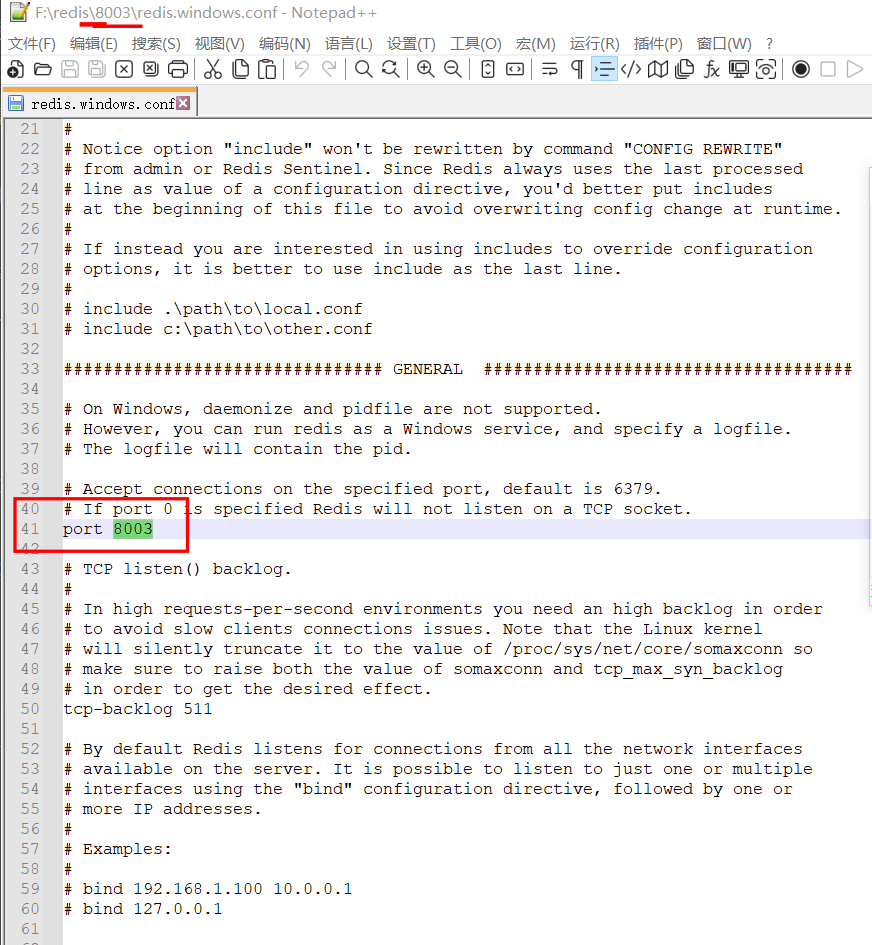 F:\redis\8003\redis.windows.conf - Notepad++
文件(F) 编辑(E) 搜索(S) 视图(V) 编码(N) 语言(L) 设置(T) 工具(O) 宏(M) 运行(R) 插件(P) 窗口(W) ?
redis.windows.conf
21 #
22 # Notice option "include" won't be rewritten by command "CONFIG REWRITE"
23 # from admin or Redis Sentinel. Since Redis always uses the last processed
24 # line as value of a configuration directive, you'd better put includes
25 # at the beginning of this file to avoid overwriting config change at runtime.
26 #
27 # If instead you are interested in using includes to override configuration
28 # options, it is better to use include as the last line.
29 #
30 # include .\path\to\local.conf
31 # include c:\path\to\other.conf
32
33 ################################ GENERAL  #####################################
34
35 # On Windows, daemonize and pidfile are not supported.
36 # However, you can run redis as a Windows service, and specify a logfile.
37 # The logfile will contain the pid.
38
39 # Accept connections on the specified port, default is 6379.
40 # If port 0 is specified Redis will not listen on a TCP socket.
41 port 8003
42
43 # TCP listen() backlog.
44 #
45 # In high requests-per-second environments you need an high backlog in order
46 # to avoid slow clients connections issues. Note that the Linux kernel
47 # will silently truncate it to the value of /proc/sys/net/core/somaxconn so
48 # make sure to raise both the value of somaxconn and tcp_max_syn_backlog
49 # in order to get the desired effect.
50 tcp-backlog 511
51
52 # By default Redis listens for connections from all the network interfaces
53 # available on the server. It is possible to listen to just one or multiple
54 # interfaces using the "bind" configuration directive, followed by one or
55 # more IP addresses.
56 #
57 # Examples:
58 #
59 # bind 192.168.1.100 10.0.0.1
60 # bind 127.0.0.1
61